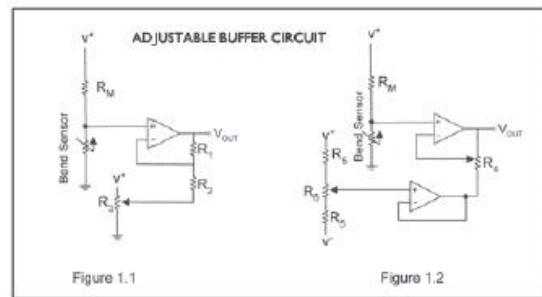 ADJUSTABLE BUFFER CIRCUIT
V+
RM
Bend Sensor
VOUT
R1
R2
V+
R3
Figure 1.1
V+
RM
Bend Sensor
VOUT
R4
V+
R5
R6
R5
V-
Figure 1.2